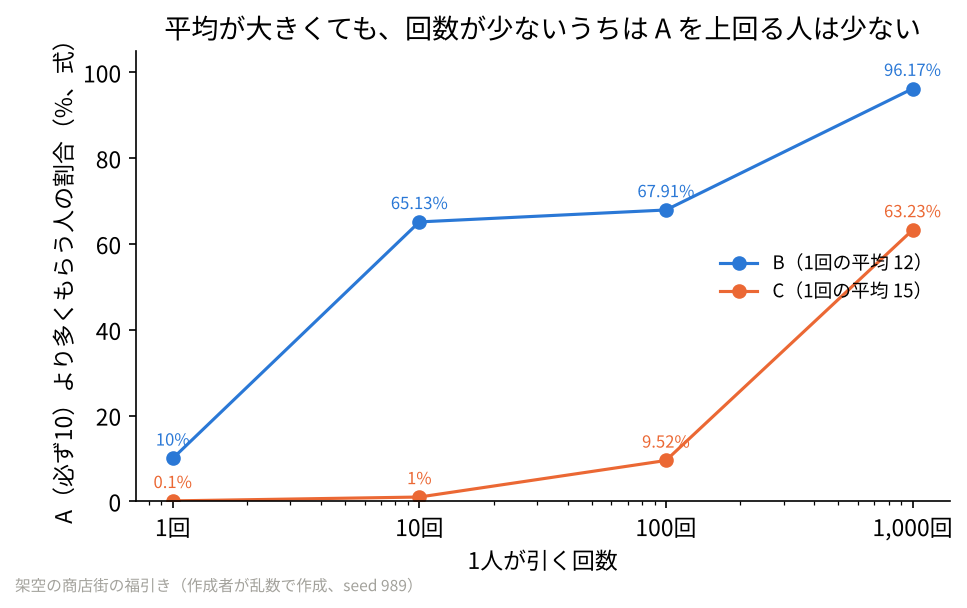 平均が大きくても、回数が少ないうちは A を上回る人は少ない
A（必ず10）より多くもらう人の割合（%、式）
100
80
60
40
20
0
10%
65.13%
67.91%
96.17%
0.1%
1%
9.52%
63.23%
B（1回の平均 12）
C（1回の平均 15）
1回
10回
100回
1,000回
1人が引く回数
架空の商店街の福引き（作成者が乱数で作成、seed 989）